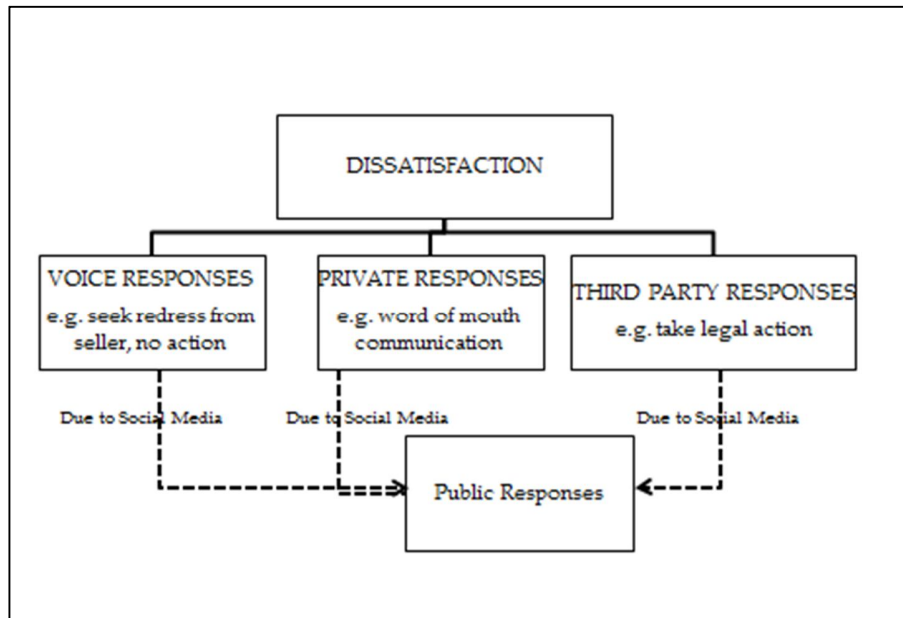 DISSATISFACTION
VOICE RESPONSES
e.g. seek redress from
seller, no action
PRIVATE RESPONSES
e.g. word of mouth
communication
THIRD PARTY RESPONSES
e.g. take legal action
Due to Social Media
Due to Social Media
Due to Social Media
Public Responses